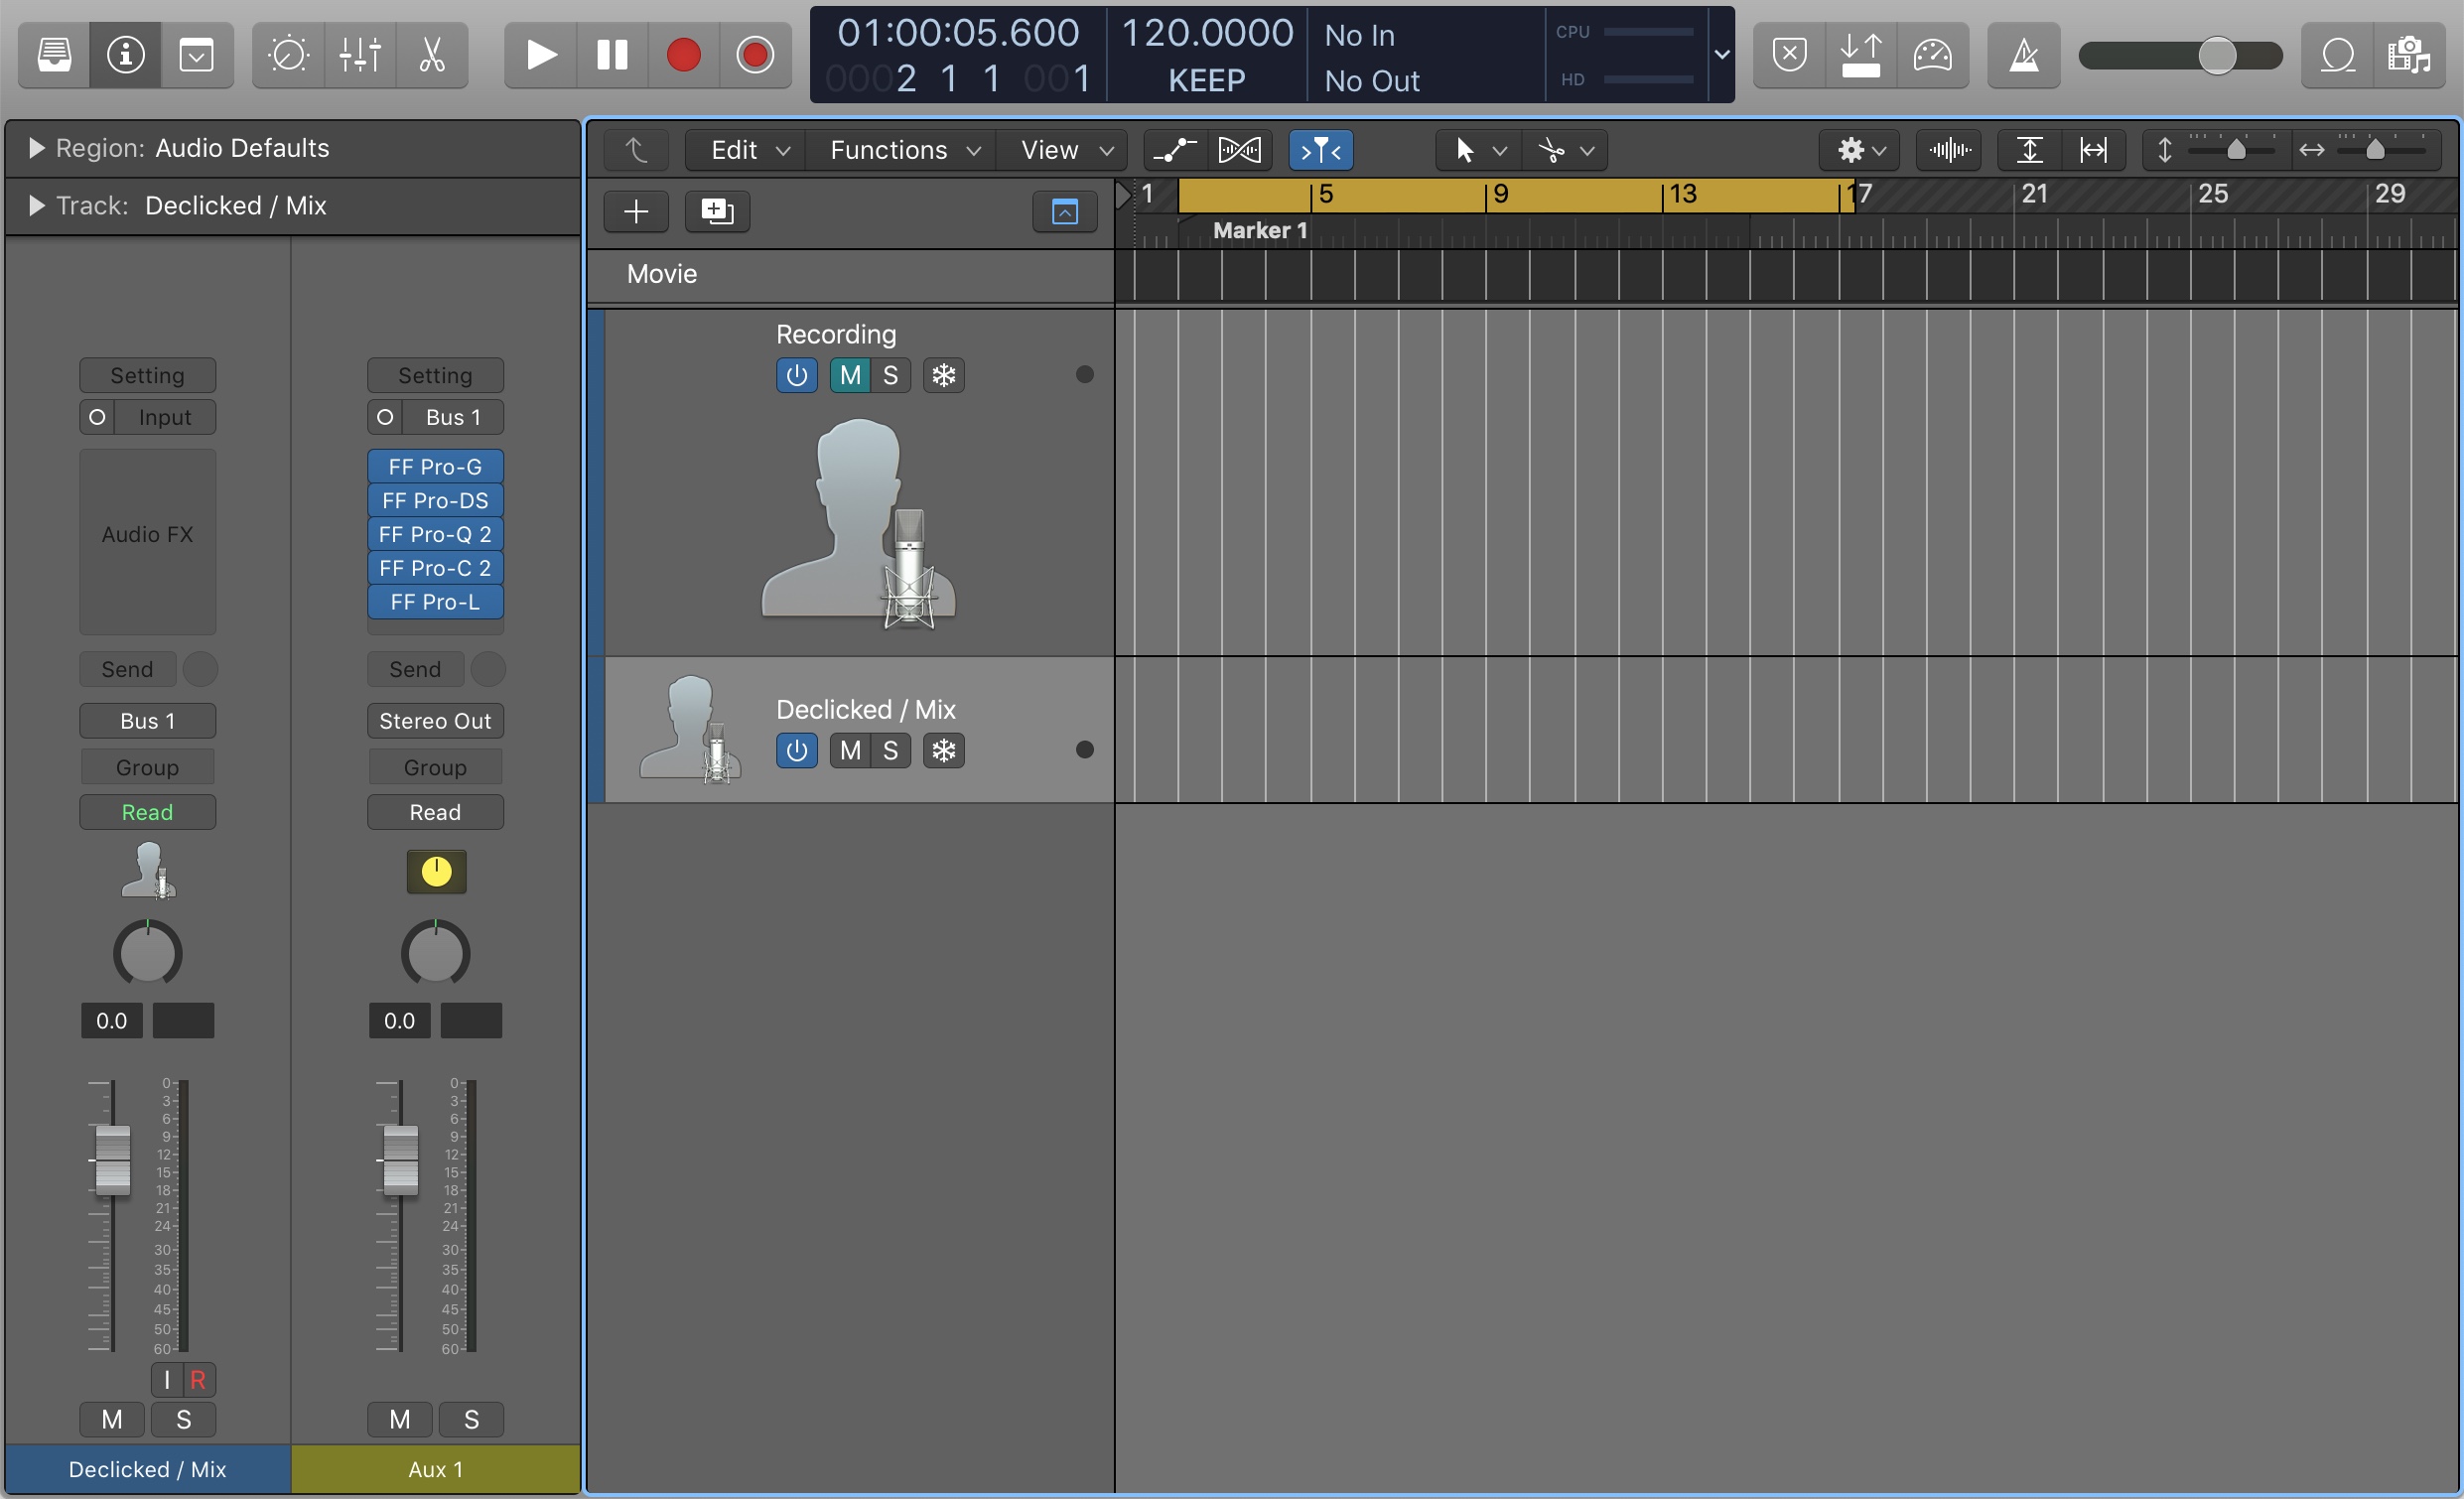 01:00:05.600
0002 1 1 001
120.0000
KEEP
No In
No Out
CPU
HD
Region: Audio Defaults
Track: Declicked / Mix
Edit
Functions
View
1
5
9
13
17
21
25
29
Marker 1
Movie
Recording
M S
Declicked / Mix
M S
Setting
Input
Audio FX
Send
Bus 1
Group
Read
0.0
0
3
6
9
12
15
18
21
24
30
35
40
45
50
60
I R
M S
Declicked / Mix
Setting
Bus 1
FF Pro-G
FF Pro-DS
FF Pro-Q 2
FF Pro-C 2
FF Pro-L
Send
Stereo Out
Group
Read
0.0
0
3
6
9
12
15
18
21
24
30
35
40
45
50
60
M S
Aux 1